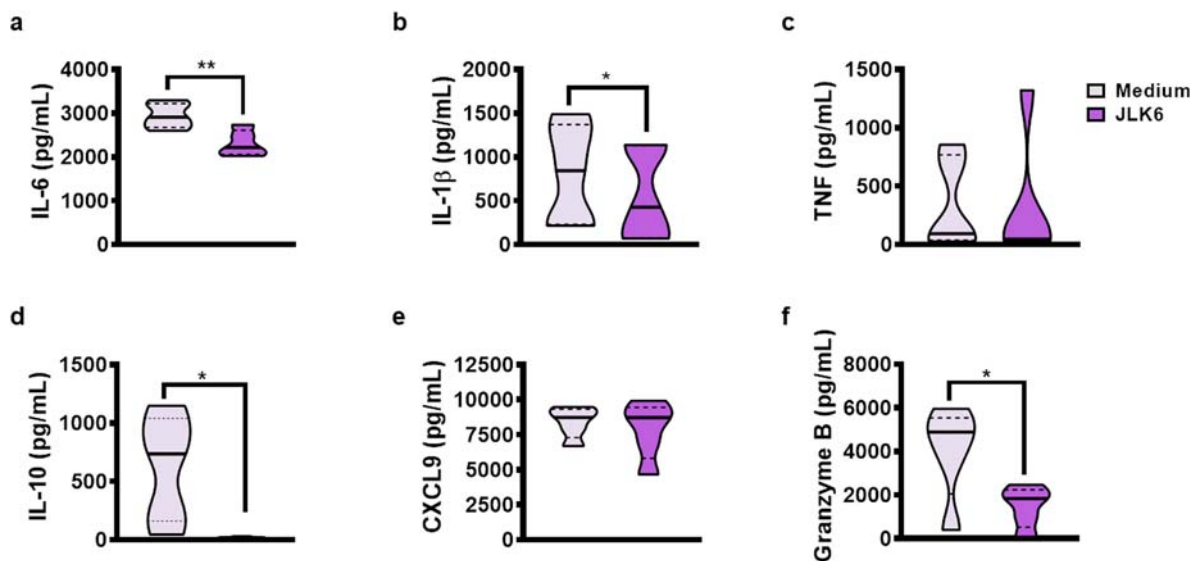 a
IL-6 (pg/mL)
4000
3000
2000
1000
0
**
b
IL-1β (pg/mL)
2000
1500
1000
500
0
*
c
TNF (pg/mL)
1500
1000
500
0
Medium
JLK6
d
IL-10 (pg/mL)
1500
1000
500
0
*
e
CXCL9 (pg/mL)
12500
10000
7500
5000
2500
0
f
Granzyme B (pg/mL)
8000
6000
4000
2000
0
*